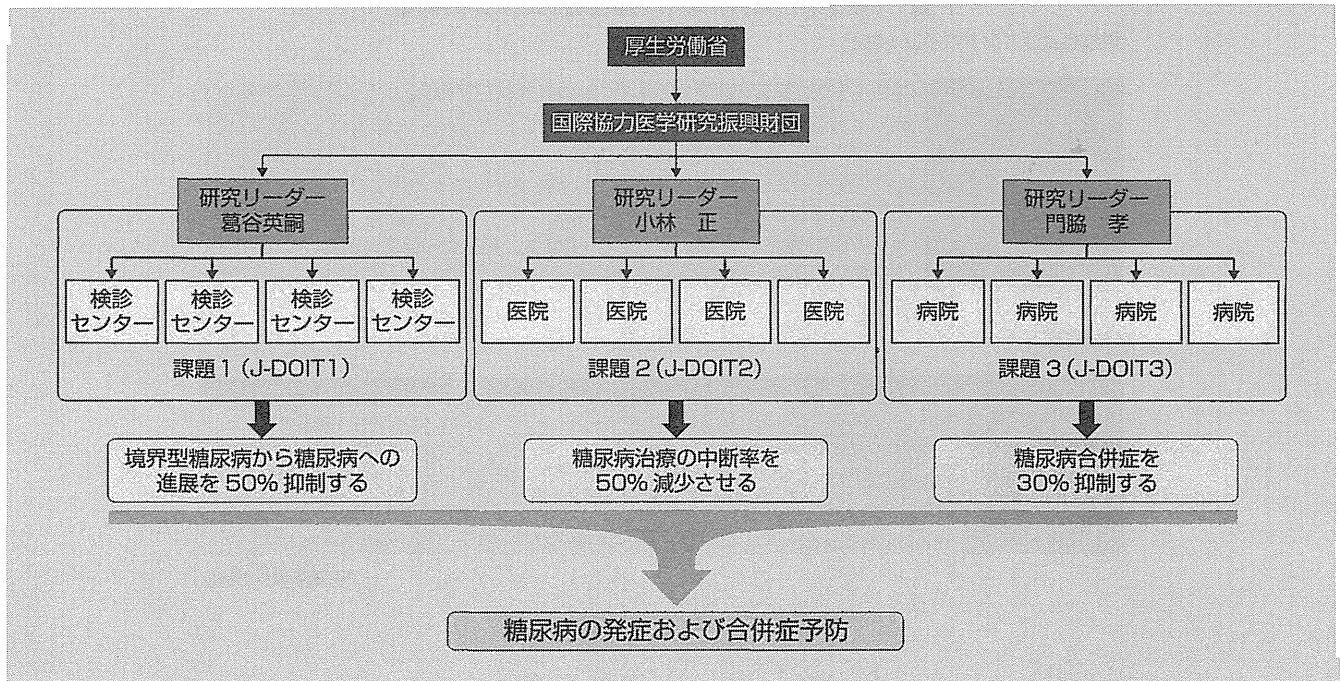 厚生労働省
国際協力医学研究振興財団
研究リーダー
葛谷英嗣
研究リーダー
小林 正
研究リーダー
門脇 孝
検診
センター
検診
センター
検診
センター
検診
センター
医院
医院
医院
医院
病院
病院
病院
病院
課題1(J-DOIT1)
課題2(J-DOIT2)
課題3(J-DOIT3)
境界型糖尿病から糖尿病への
進展を50%抑制する
糖尿病治療の中断率を
50%減少させる
糖尿病合併症を
30%抑制する
糖尿病の発症および合併症予防